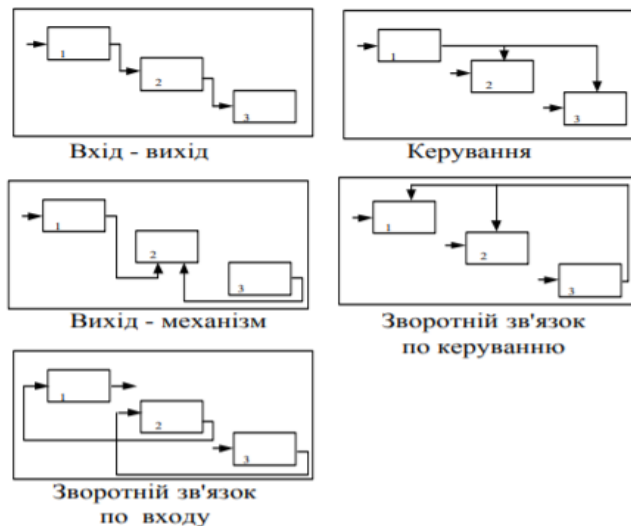 1
2
3
Вхід - вихід
1
2
3
Керування
1
2
3
Вихід - механізм
1
2
3
Зворотній зв'язок
по керуванню
1
2
3
Зворотній зв'язок
по входу